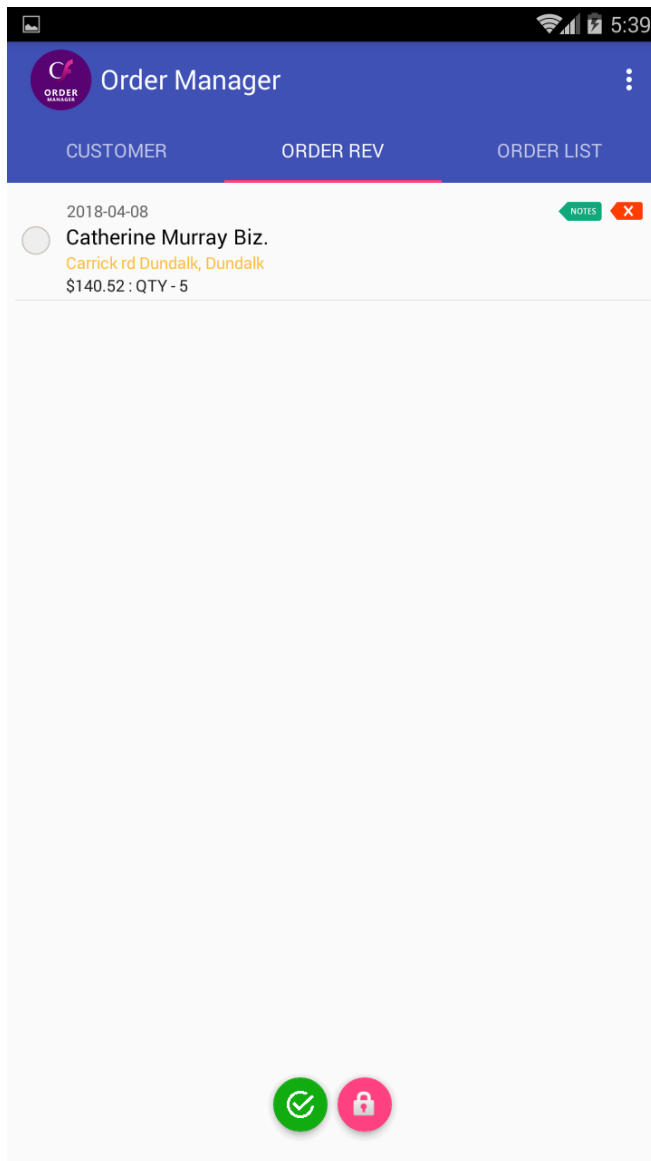 5:39
CF
ORDER
MANAGER
Order Manager
CUSTOMER
ORDER REV
ORDER LIST
2018-04-08
NOTES
X
Catherine Murray Biz.
Carrick rd Dundalk, Dundalk
$140.52 : QTY - 5